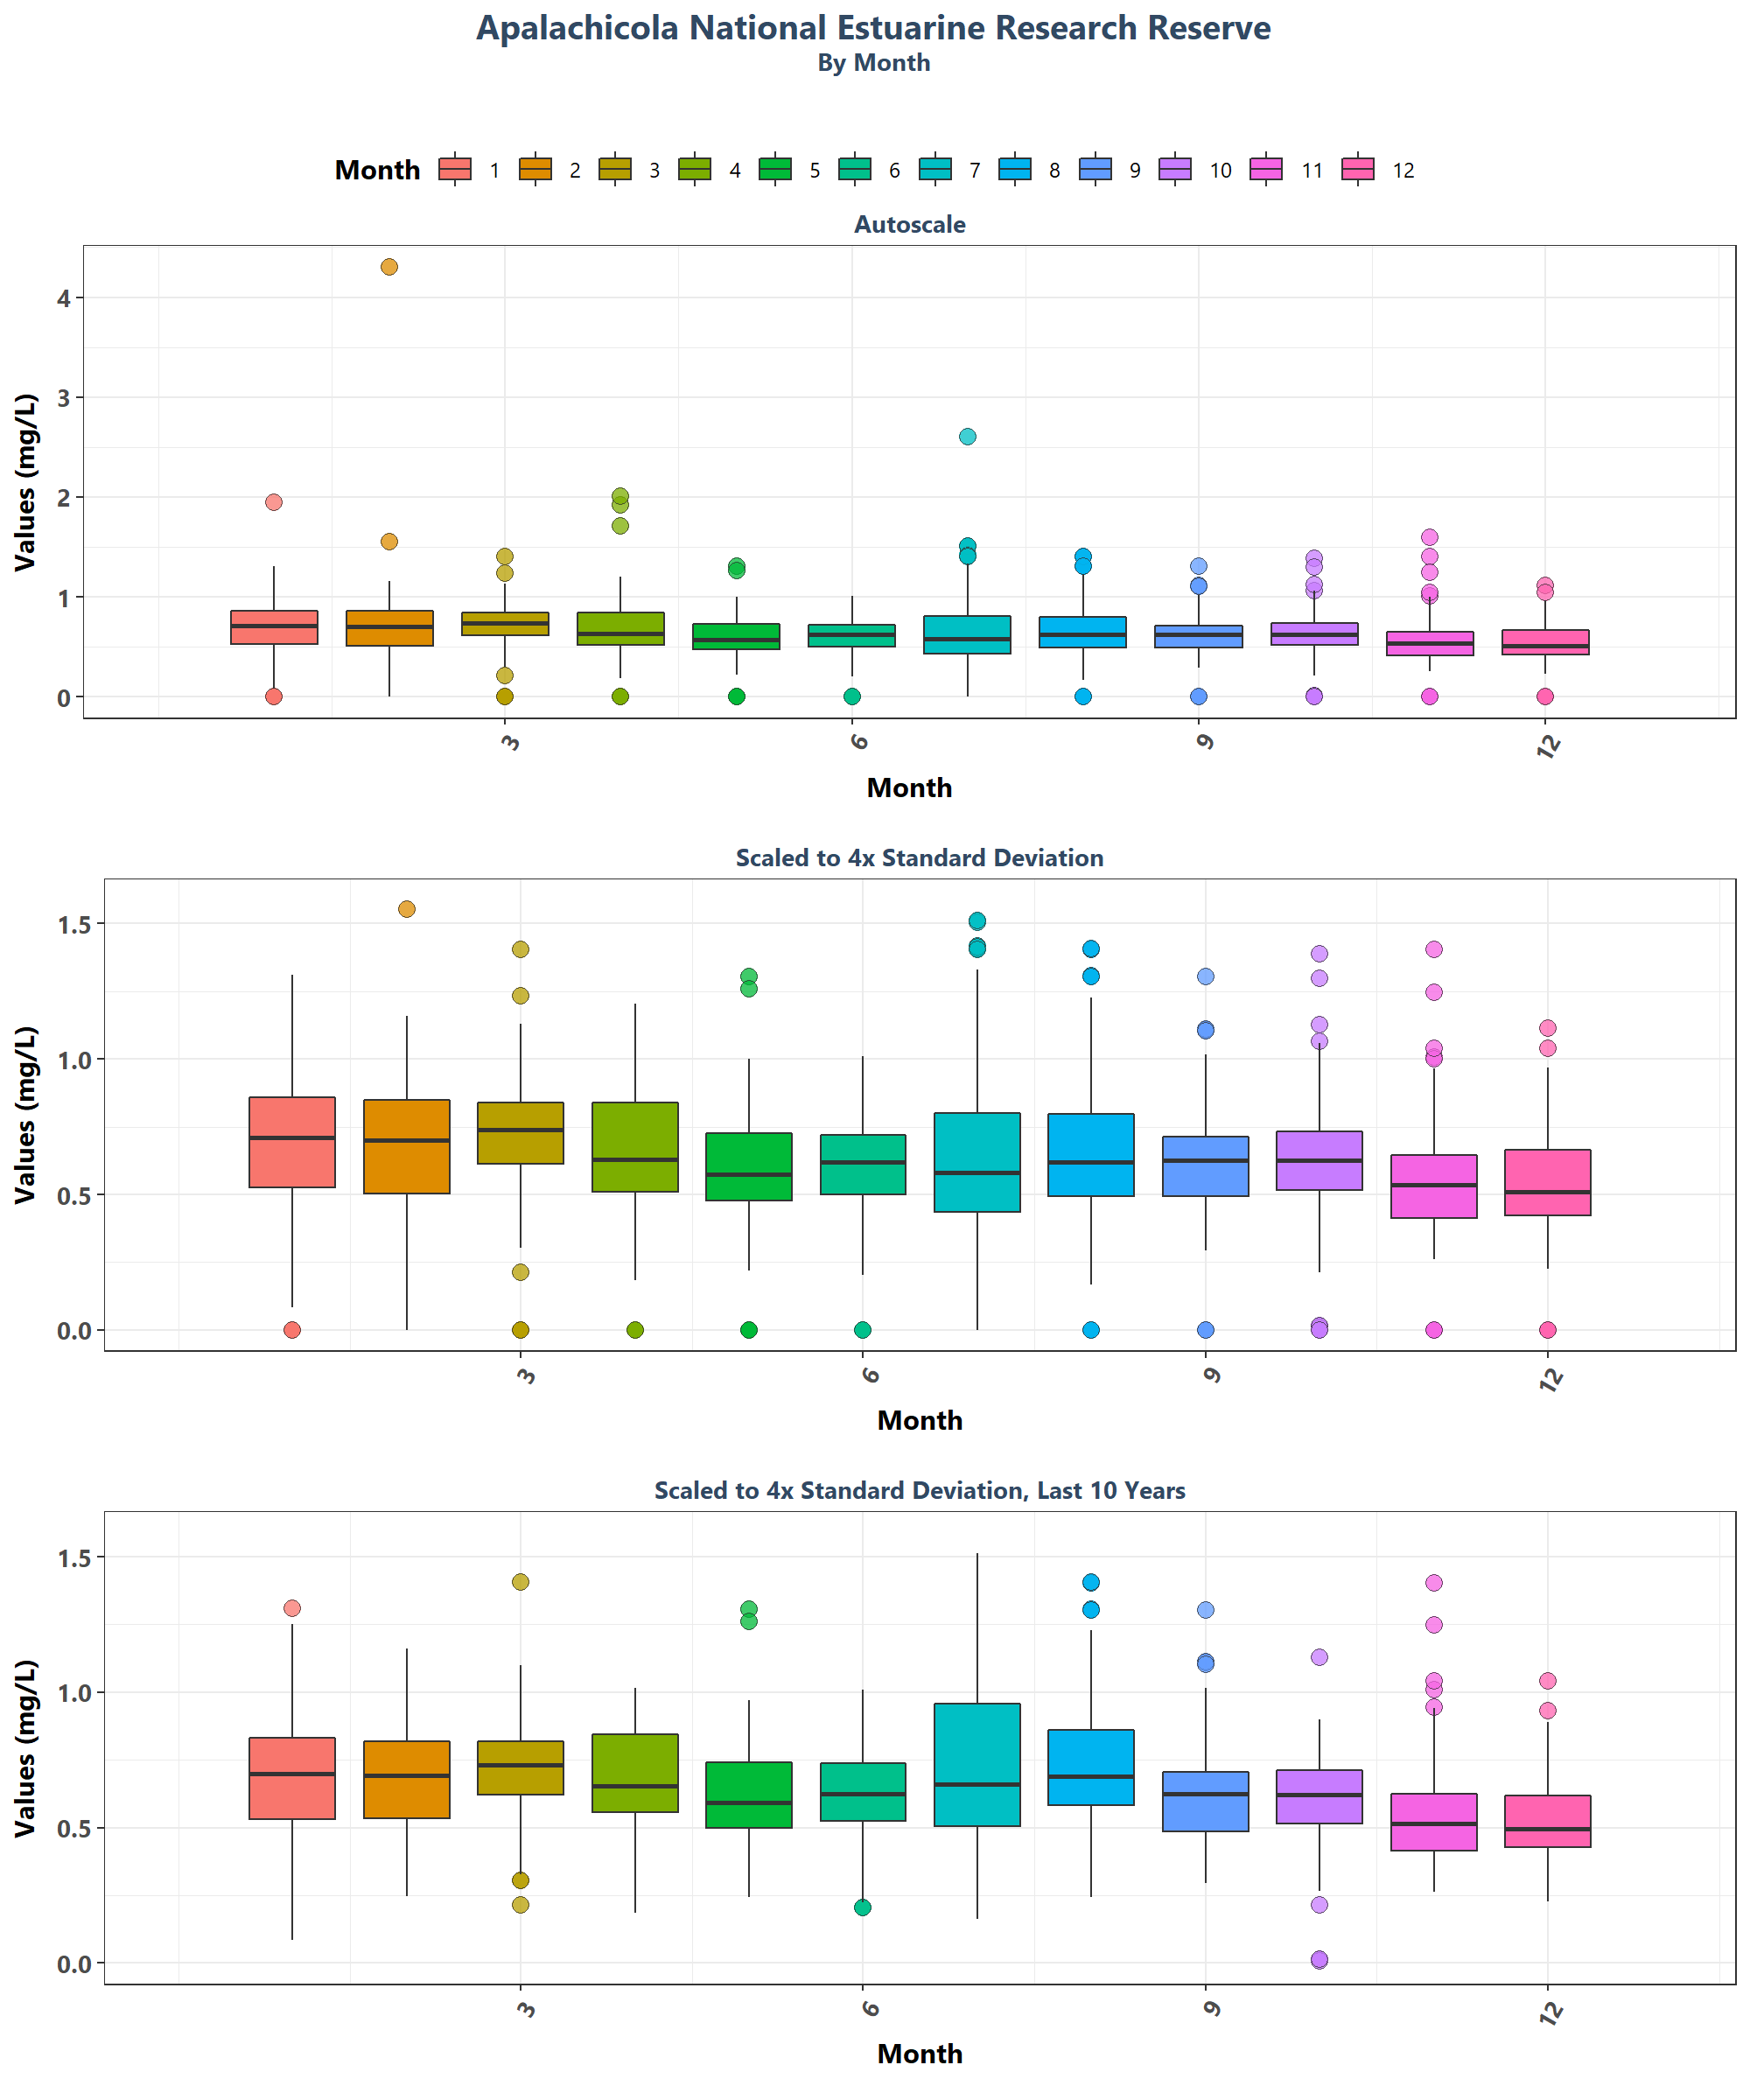 Apalachicola National Estuarine Research Reserve
By Month
Month 1 2 3 4 5 6 7 8 9 10 11 12
Autoscale
Values (mg/L)
4
3
2
1
0
3 6 9 12
Month
Scaled to 4x Standard Deviation
Values (mg/L)
1.5
1.0
0.5
0.0
3 6 9 12
Month
Scaled to 4x Standard Deviation, Last 10 Years
Values (mg/L)
1.5
1.0
0.5
0.0
3 6 9 12
Month